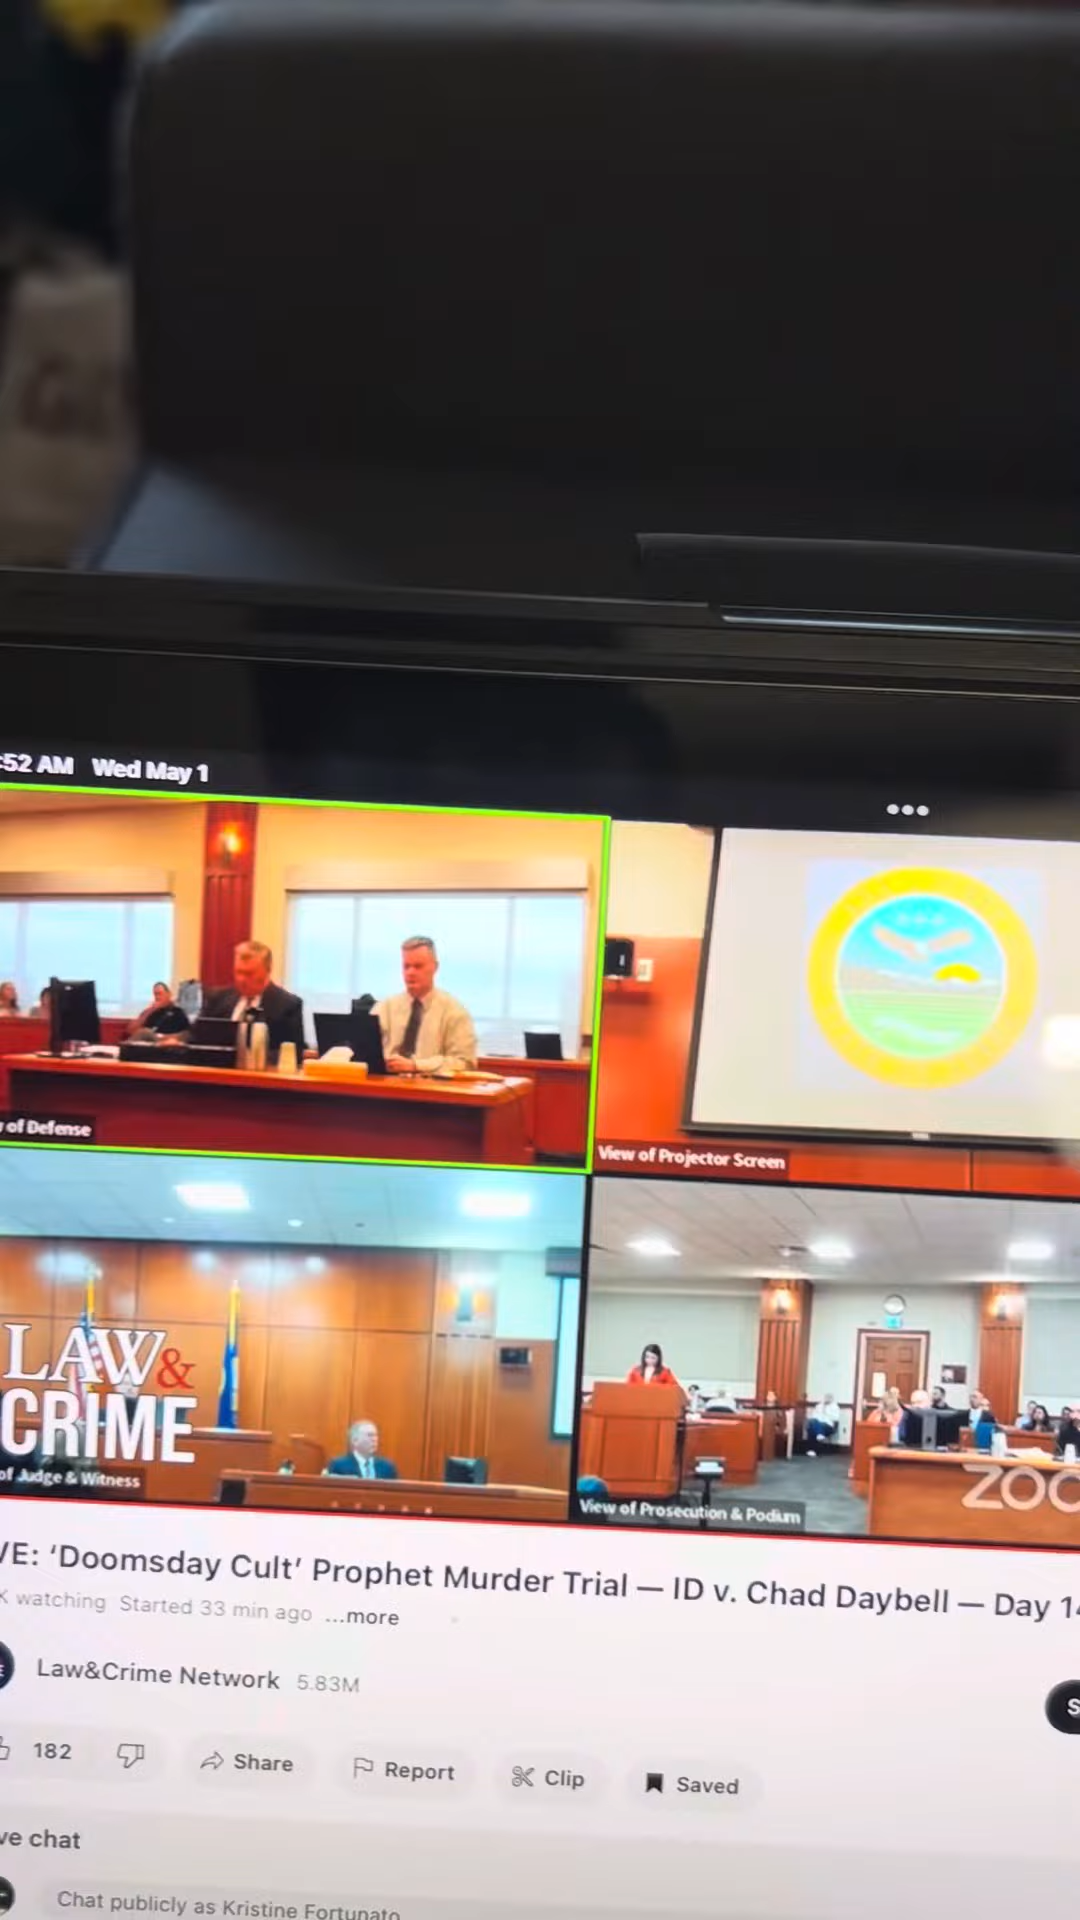 :52 AM Wed May 1
of Defense
View of Projector Screen
LAW&
CRIME
of Judge & Witness
View of Prosecution & Podium
ZOO
VE: ‘Doomsday Cult’ Prophet Murder Trial — ID v. Chad Daybell — Day 14
K watching Started 33 min ago ...more
Law&Crime Network 5.83M
S
182 Share Report Clip Saved
ve chat
Chat publicly as Kristine Fortunato